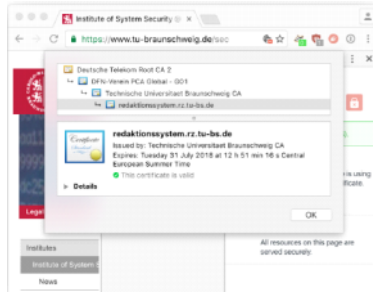 Institute of System Security
https://www.tu-braunschweig.de/sec
Deutsche Telekom Root CA 2
DFN-Verein PCA Global - G01
Technische Universitaet Braunschweig CA
redaktionssystem.rz.tu-bs.de
redaktionssystem.rz.tu-bs.de
Issued by: Technische Universitaet Braunschweig CA
Expires: Tuesday 31 July 2018 at 12 h 51 min 16 s Central
European Summer Time
This certificate is valid
Details
OK
is using
ificate.
All resources on this page are
served securely.
Legal
Institutes
Institute of System S
News